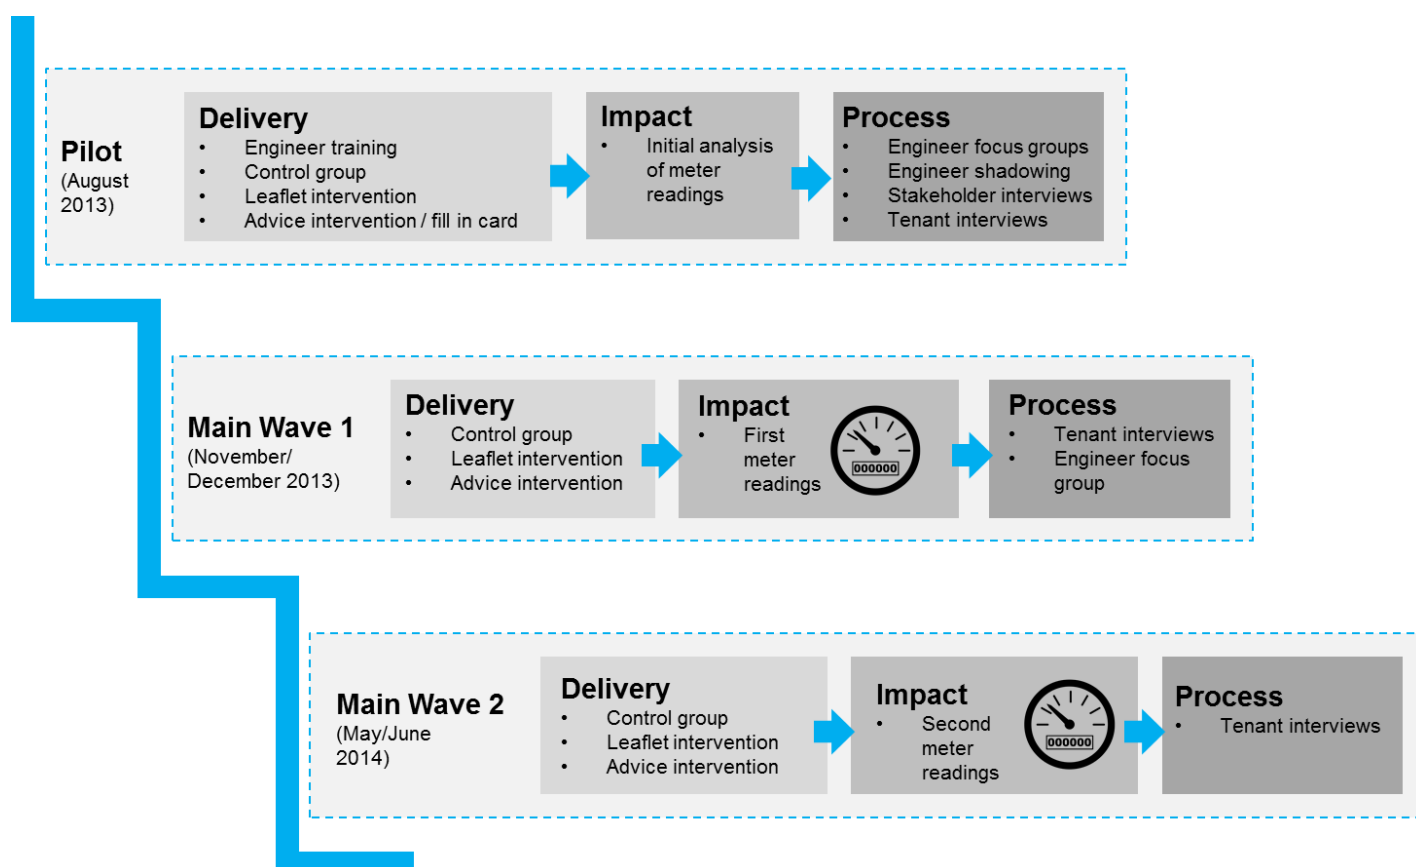 Pilot
(August
2013)
Delivery
• Engineer training
• Control group
• Leaflet intervention
• Advice intervention / fill in card
Impact
• Initial analysis
of meter
readings
Process
• Engineer focus groups
• Engineer shadowing
• Stakeholder interviews
• Tenant interviews
Main Wave 1
(November/
December 2013)
Delivery
• Control group
• Leaflet intervention
• Advice intervention
Impact
• First
meter
readings
000000
Process
• Tenant interviews
• Engineer focus
group
Main Wave 2
(May/June
2014)
Delivery
• Control group
• Leaflet intervention
• Advice intervention
Impact
• Second
meter
readings
000000
Process
• Tenant interviews